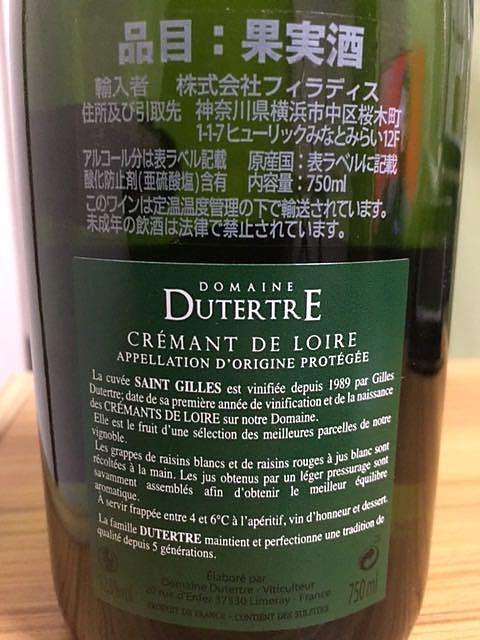 品目：果実酒
輸入者 株式会社フィラディス
住所及び引取先 神奈川県横浜市中区桜木町
1-1-7ヒューリックみなとみらい12F
アルコール分は表ラベル記載 原産国：表ラベルに記載
酸化防止剤(亜硫酸塩)含有 内容量：750ml
このワインは定温温度管理の下で輸送されています。
未成年の飲酒は法律で禁止されています。
DOMAINE
DUTERTRE
CRÉMANT DE LOIRE
APPELLATION D'ORIGINE PROTÉGÉE
La cuvée SAINT GILLES est vinifiée depuis 1989 par Gilles
Dutertre; date de sa première année de vinification et de la naissance
des CRÉMANTS DE LOIRE sur notre Domaine.
Elle est le fruit d'une sélection des meilleures parcelles de notre
vignoble.
Les grappes de raisins blancs et de raisins rouges à jus blanc sont
récoltées à la main. Les jus obtenus par un léger pressurage sont
savamment assemblés afin d'obtenir le meilleur équilibre
aromatique.
A servir frappée entre 4 et 6°C à l'apéritif, vin d'honneur et dessert.
La famille DUTERTRE maintient et perfectionne une tradition de
qualité depuis 5 générations.
Élaboré par
Domaine Dutertre - Viticulteur
20 rue d'Enfer 37530 Limeray - France
750 ml
PRODUIT DE FRANCE - CONTIENT DES SULFITES